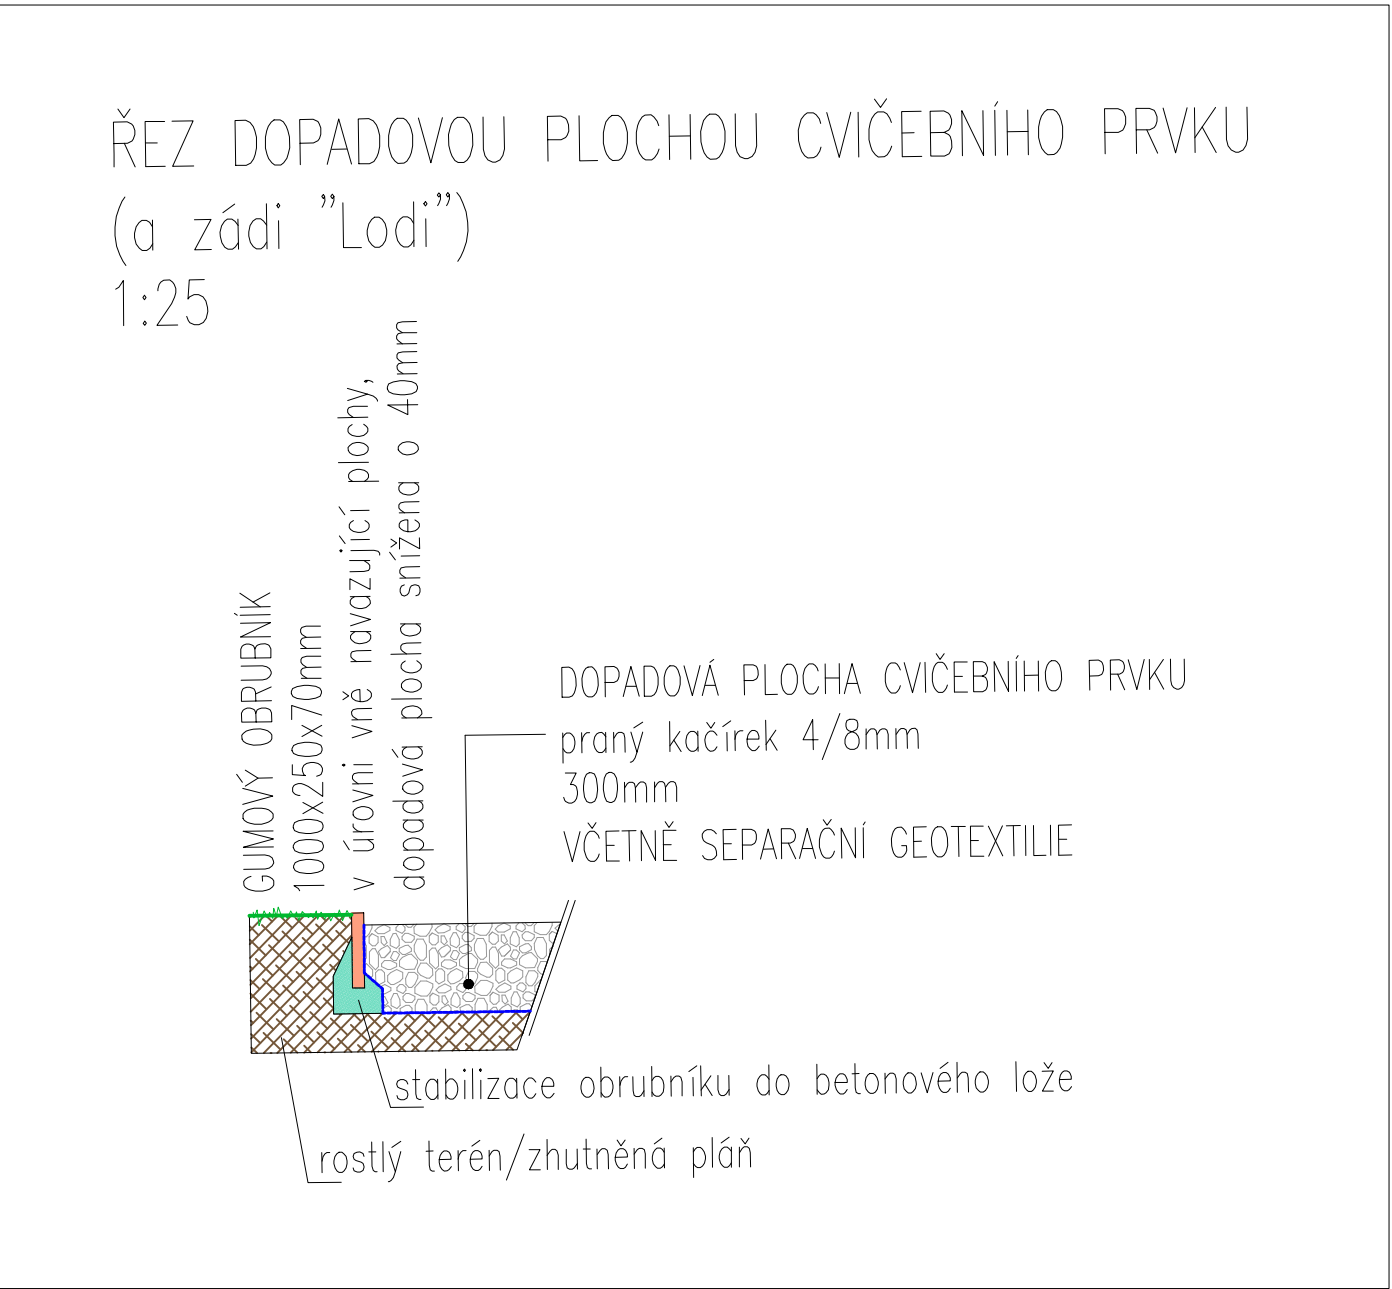 ŘEZ DOPADOVOU PLOCHOU CVIČEBNÍHO PRVKU
(a zádi "Lodi")
1:25
GUMOVÝ OBRUBNÍK
1000x250x70mm
v úrovni vně navazující plochy,
dopadová plocha snížena o 40mm
DOPADOVÁ PLOCHA CVIČEBNÍHO PRVKU
praný kačírek 4/8mm
300mm
VČETNĚ SEPARAČNÍ GEOTEXTILIE
stabilizace obrubníku do betonového lože
rostlý terén/zhutněná pláň